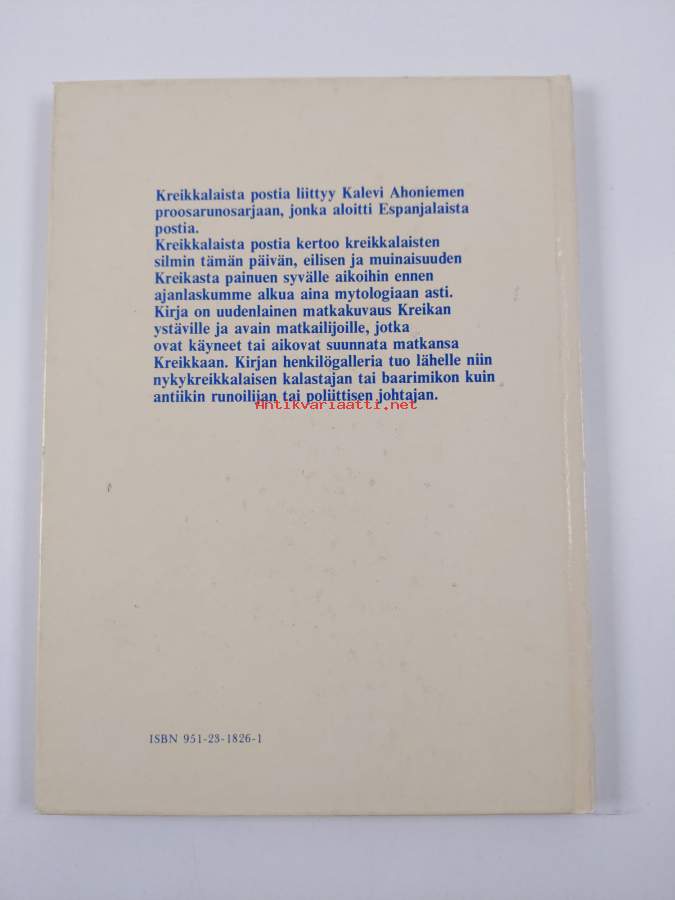 Kreikkalaista postia liittyy Kalevi Ahoniemen
proosarunosarjaan, jonka aloitti Espanjalaista
postia.
Kreikkalaista postia kertoo kreikkalaisten
silmin tämän päivän, eilisen ja muinaisuuden
Kreikasta painuen syvälle aikoihin ennen
ajanlaskumme alkua aina mytologiaan asti.
Kirja on uudenlainen matkakuvaus Kreikan
ystäville ja avain matkailijoille, jotka
ovat käyneet tai aikovat suunnata matkansa
Kreikkaan. Kirjan henkilögalleria tuo lähelle niin
nykykreikkalaisen kalastajan tai baarimikon kuin
antiikin runoilijan tai poliittisen johtajan.
Antikvariaatti.net
ISBN 951-23-1826-1